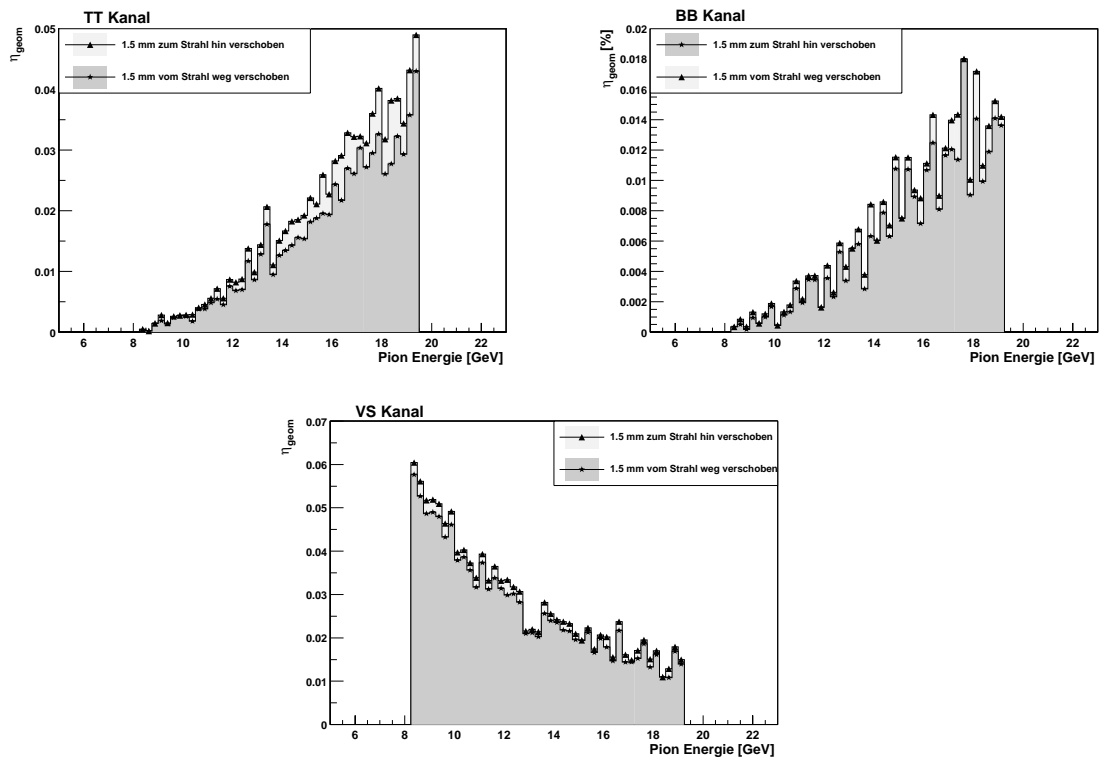 TT Kanal
ηgeom
0.05
0.04
0.03
0.02
0.01
0
1.5 mm zum Strahl hin verschoben
1.5 mm vom Strahl weg verschoben
6 8 10 12 14 16 18 20 22
Pion Energie [GeV]
BB Kanal
ηgeom [%]
0.02
0.018
0.016
0.014
0.012
0.01
0.008
0.006
0.004
0.002
0
1.5 mm zum Strahl hin verschoben
1.5 mm vom Strahl weg verschoben
6 8 10 12 14 16 18 20 22
Pion Energie [GeV]
VS Kanal
ηgeom
0.07
0.06
0.05
0.04
0.03
0.02
0.01
0
1.5 mm zum Strahl hin verschoben
1.5 mm vom Strahl weg verschoben
6 8 10 12 14 16 18 20 22
Pion Energie [GeV]